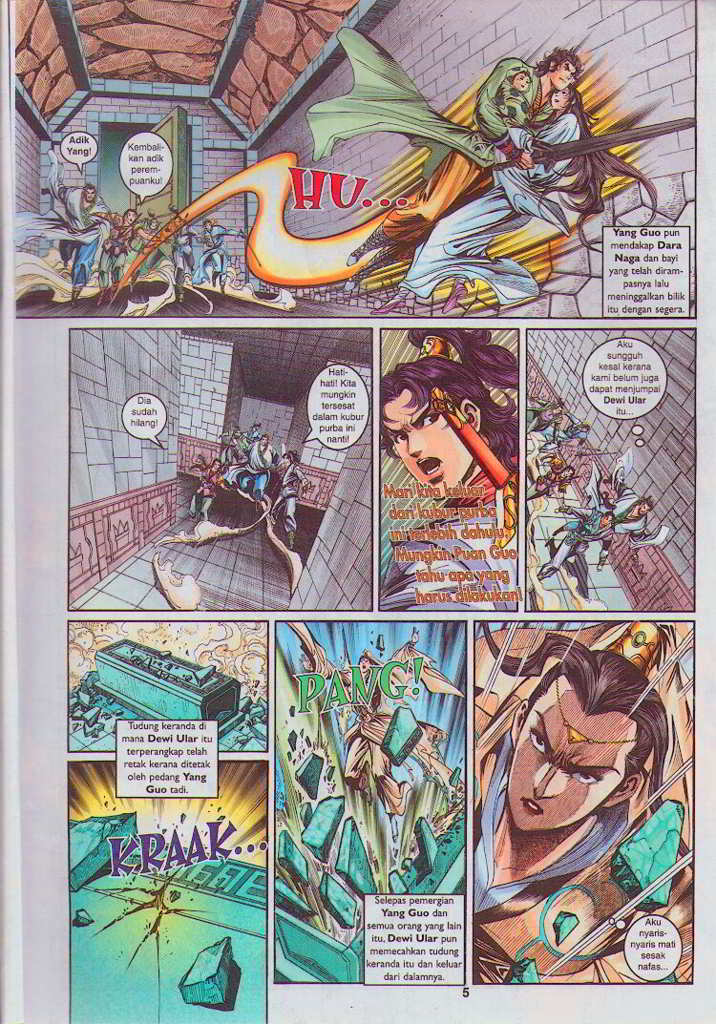 Adik
Yang!
Kembali-
kan adik
perem-
puanku!
HU...
Yang Guo pun
mendakap Dara
Naga dan bayi
yang telah diram-
pasnya lalu
meninggalkan bilik
itu dengan segera.
Dia
sudah
hilang!
Hati-
hati! Kita
mungkin
tersesat
dalam kubur
purba ini
nanti!
Mari kita keluar
dari kubur purba
ini terlebih dahulu.
Mungkin Puan Guo
tahu apa yang
harus dilakukan!
Aku
sungguh
kesal kerana
kami belum juga
dapat menjumpai
Dewi Ular
itu...
Tudung keranda di
mana Dewi Ular itu
terperangkap telah
retak kerana ditetak
oleh pedang Yang
Guo tadi.
KRAAK...
PANG!
Selepas pemergian
Yang Guo dan
semua orang yang lain
itu, Dewi Ular pun
memecahkan tudung
keranda itu dan keluar
dari dalamnya.
Aku
nyaris-
nyaris mati
sesak
nafas...
5